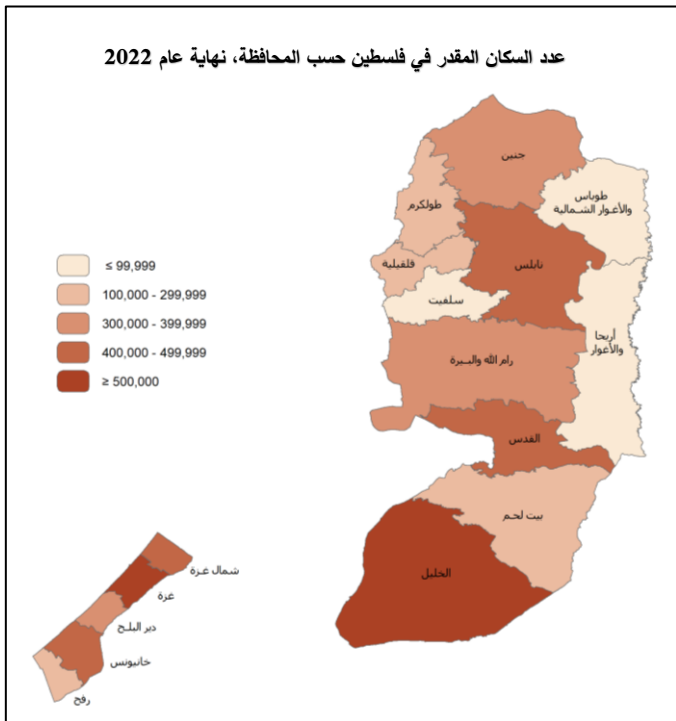 عدد السكان المقدر في فلسطين حسب المحافظة، نهاية عام 2022
جنين
طوباس
والأغوار الشمالية
طولكرم
نابلس
قلقيلية
سلفيت
أريحا
والأغوار
رام الله والبيرة
القدس
بيت لحم
الخليل
≤ 99,999
100,000 - 299,999
300,000 - 399,999
400,000 - 499,999
≥ 500,000
شمال غزة
غزة
دير البلح
خانيونس
رفح